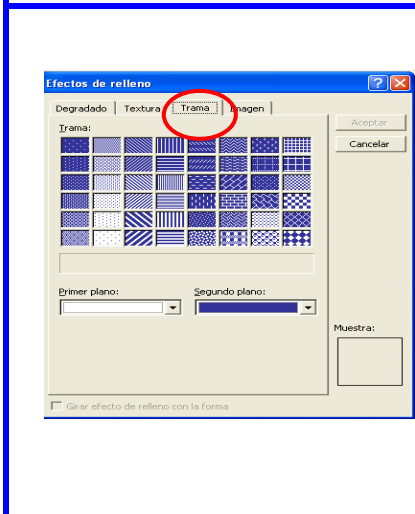 Efectos de relleno
Degradado Textura Trama Imagen
Aceptar
Trama:
Cancelar
Primer plano: Segundo plano:
Muestra:
Girar efecto de relleno con la forma